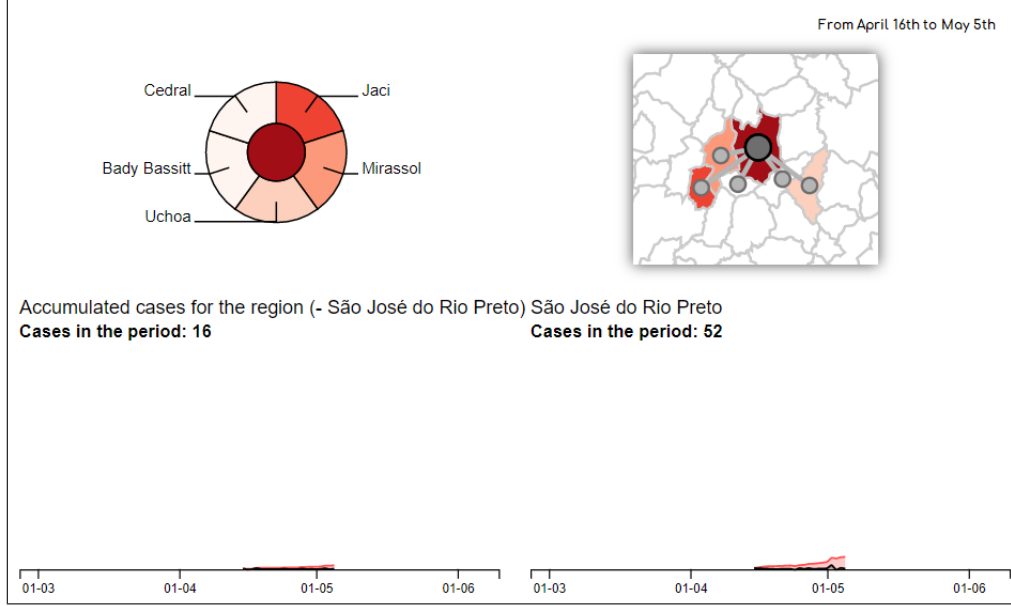 From April 16th to May 5th
Cedral
Jaci
Bady Bassitt
Mirassol
Uchoa
Accumulated cases for the region (- São José do Rio Preto)
Cases in the period: 16
São José do Rio Preto
Cases in the period: 52
01-03 01-04 01-05 01-06
01-03 01-04 01-05 01-06